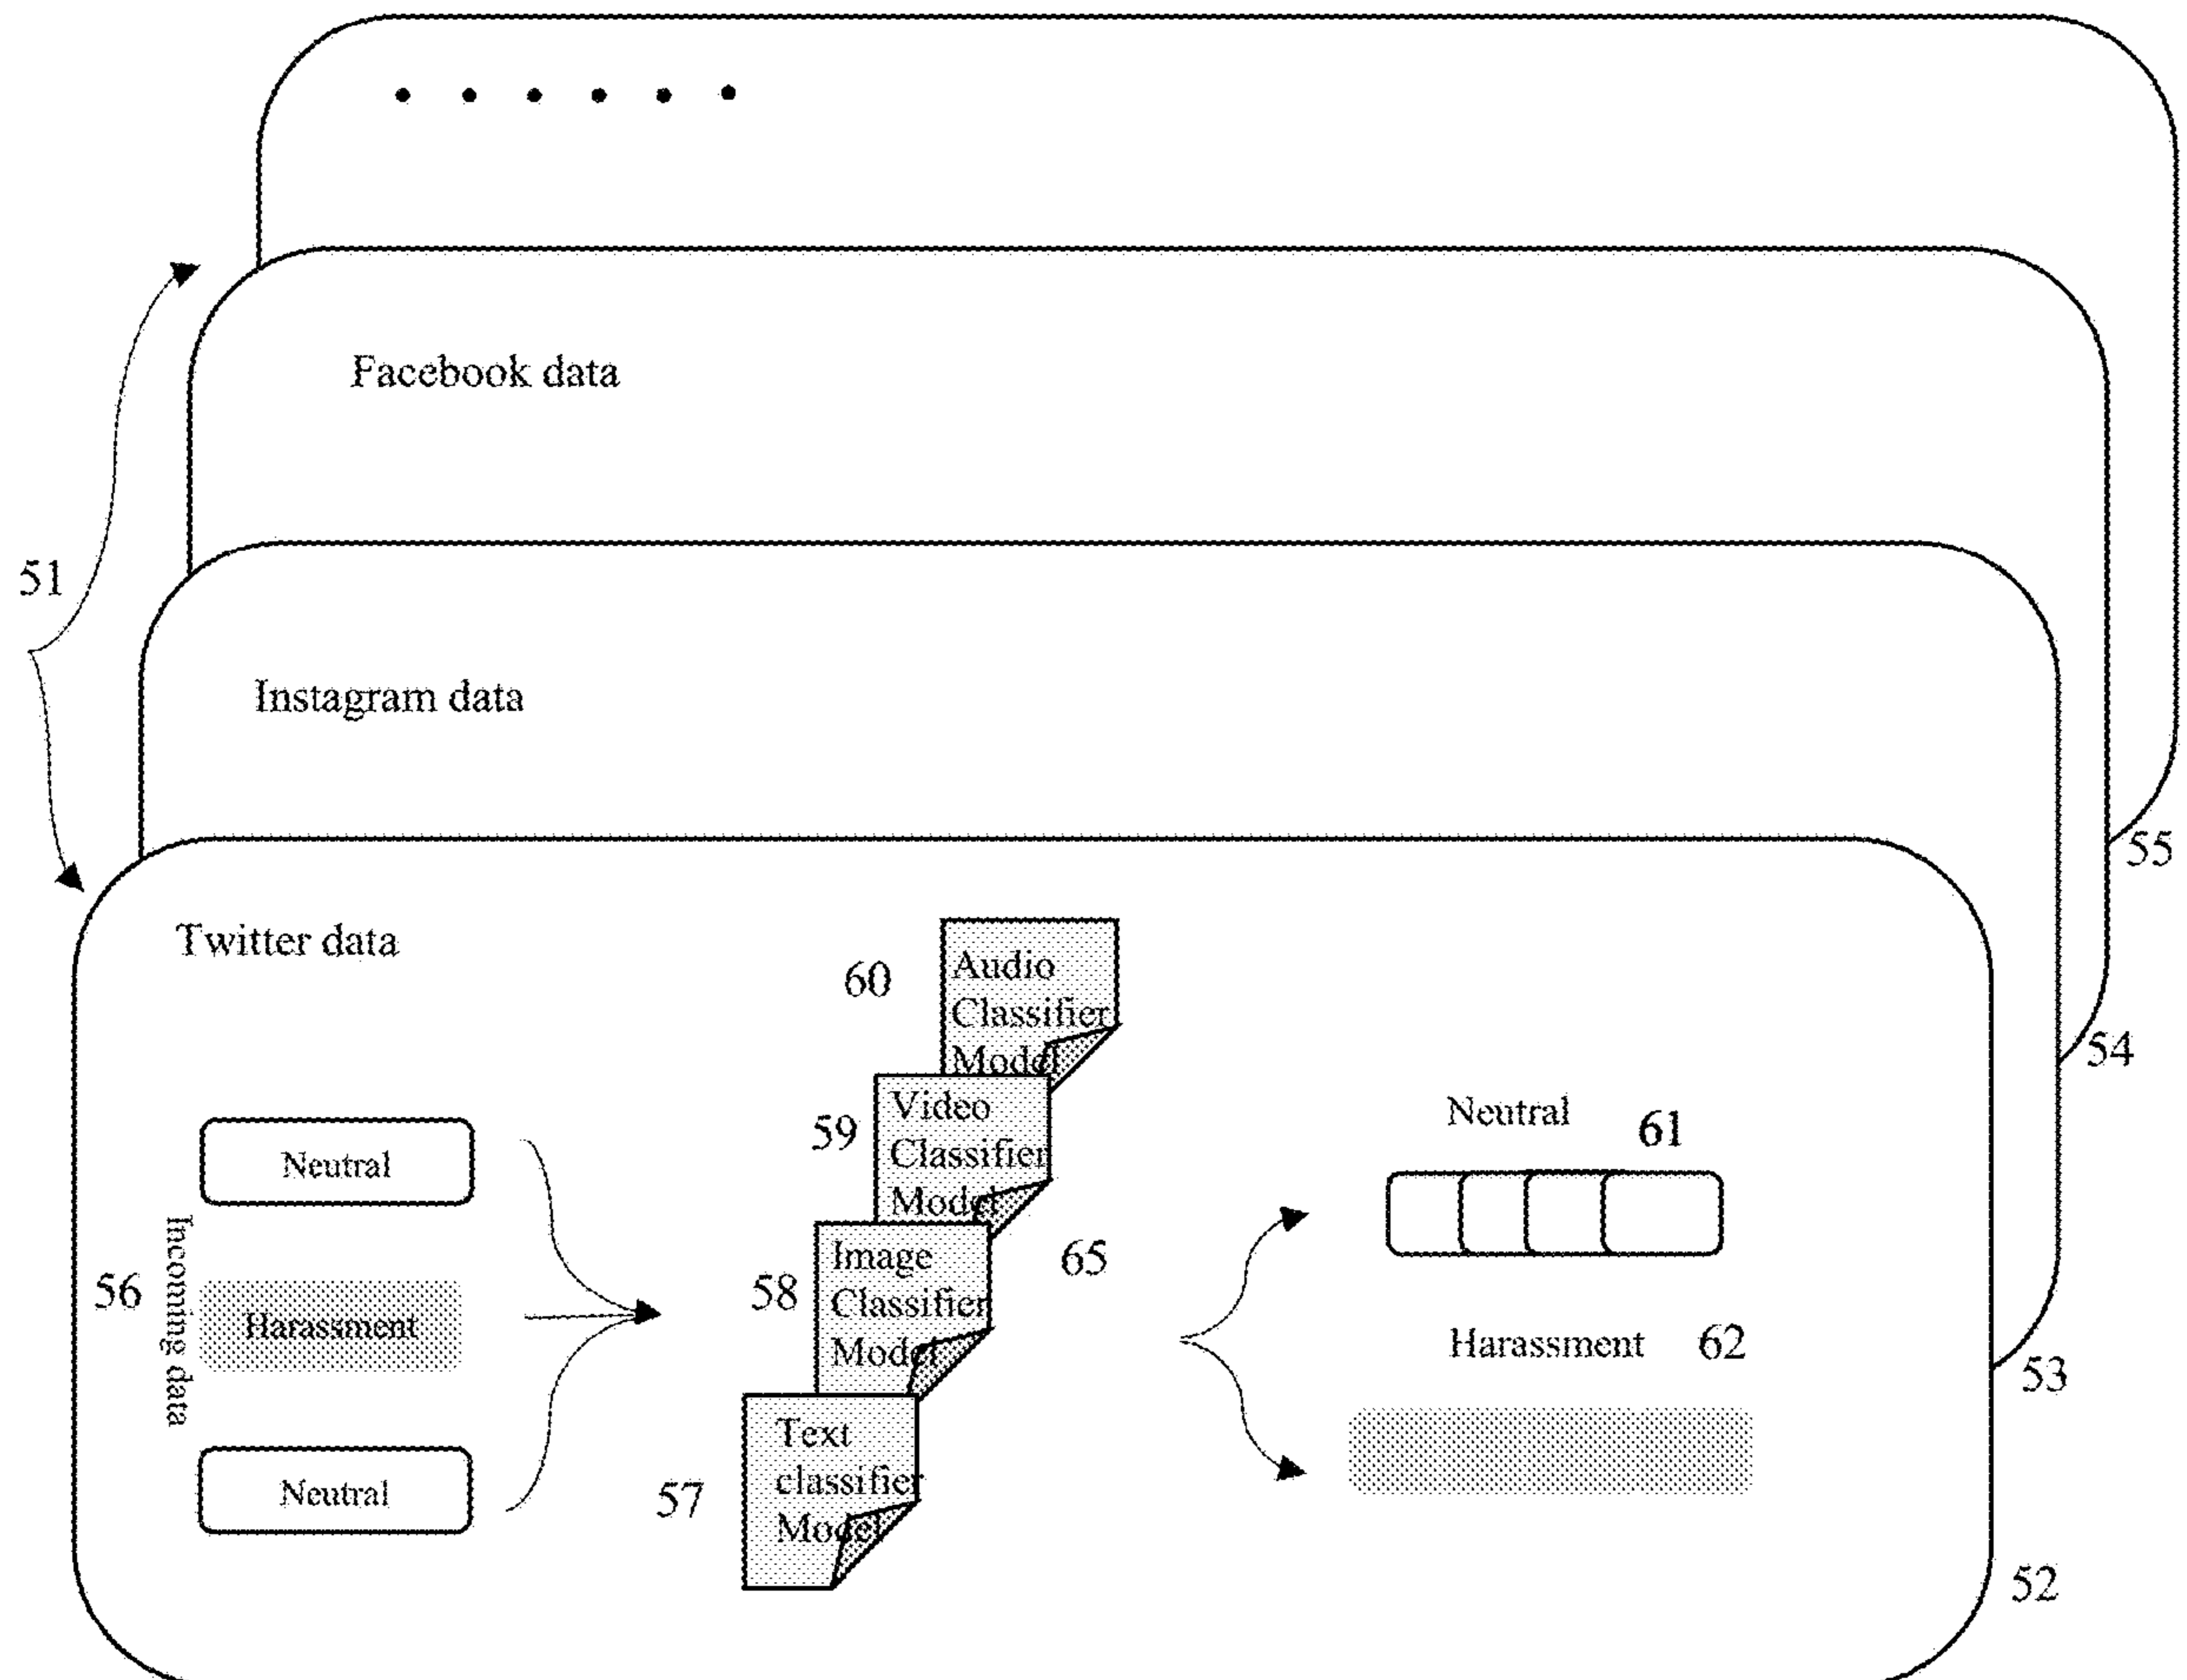 . . . . . .
Facebook data
51
Instagram data
55
Twitter data
60
Audio
Classifier
Model
54
59
Video
Classifier
Model
Neutral 61
Neutral
56
Incoming data
Harassment
58
Image
Classifier
Model
65
Harassment 62
53
Neutral
57
Text
classifier
Model
52